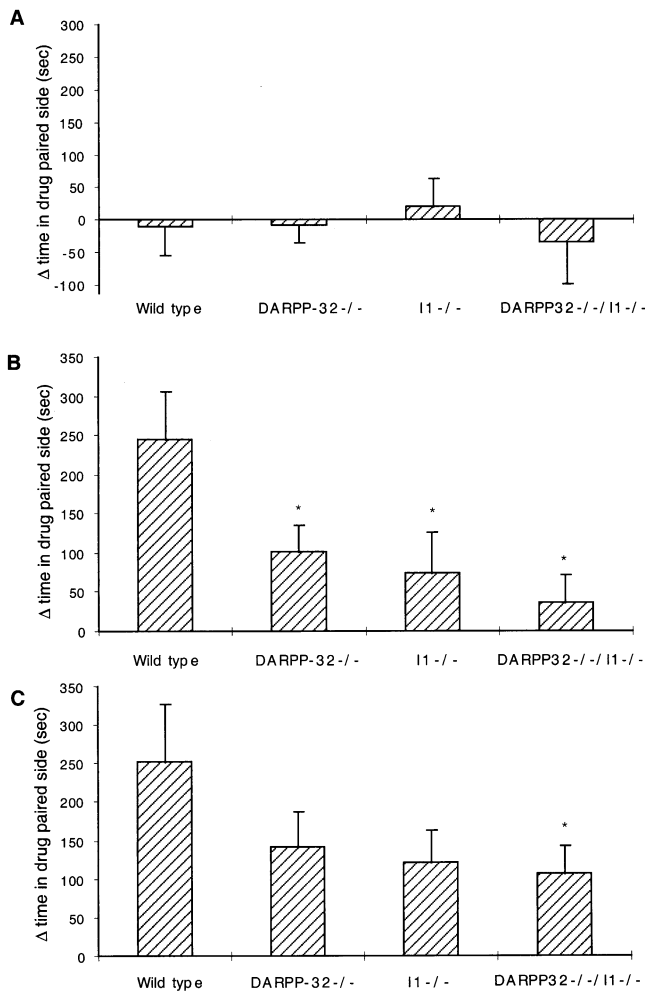 A
Δ time in drug paired side (sec)
300
250
200
150
100
50
0
-50
-100
Wild type DARPP-32-/- I1-/- DARPP32-/-/I1-/-
B
Δ time in drug paired side (sec)
350
300
250
200
150
100
50
0
* * *
Wild type DARPP-32-/- I1-/- DARPP32-/-/I1-/-
C
Δ time in drug paired side (sec)
350
300
250
200
150
100
50
0
*
Wild type DARPP-32-/- I1-/- DARPP32-/-/I1-/-